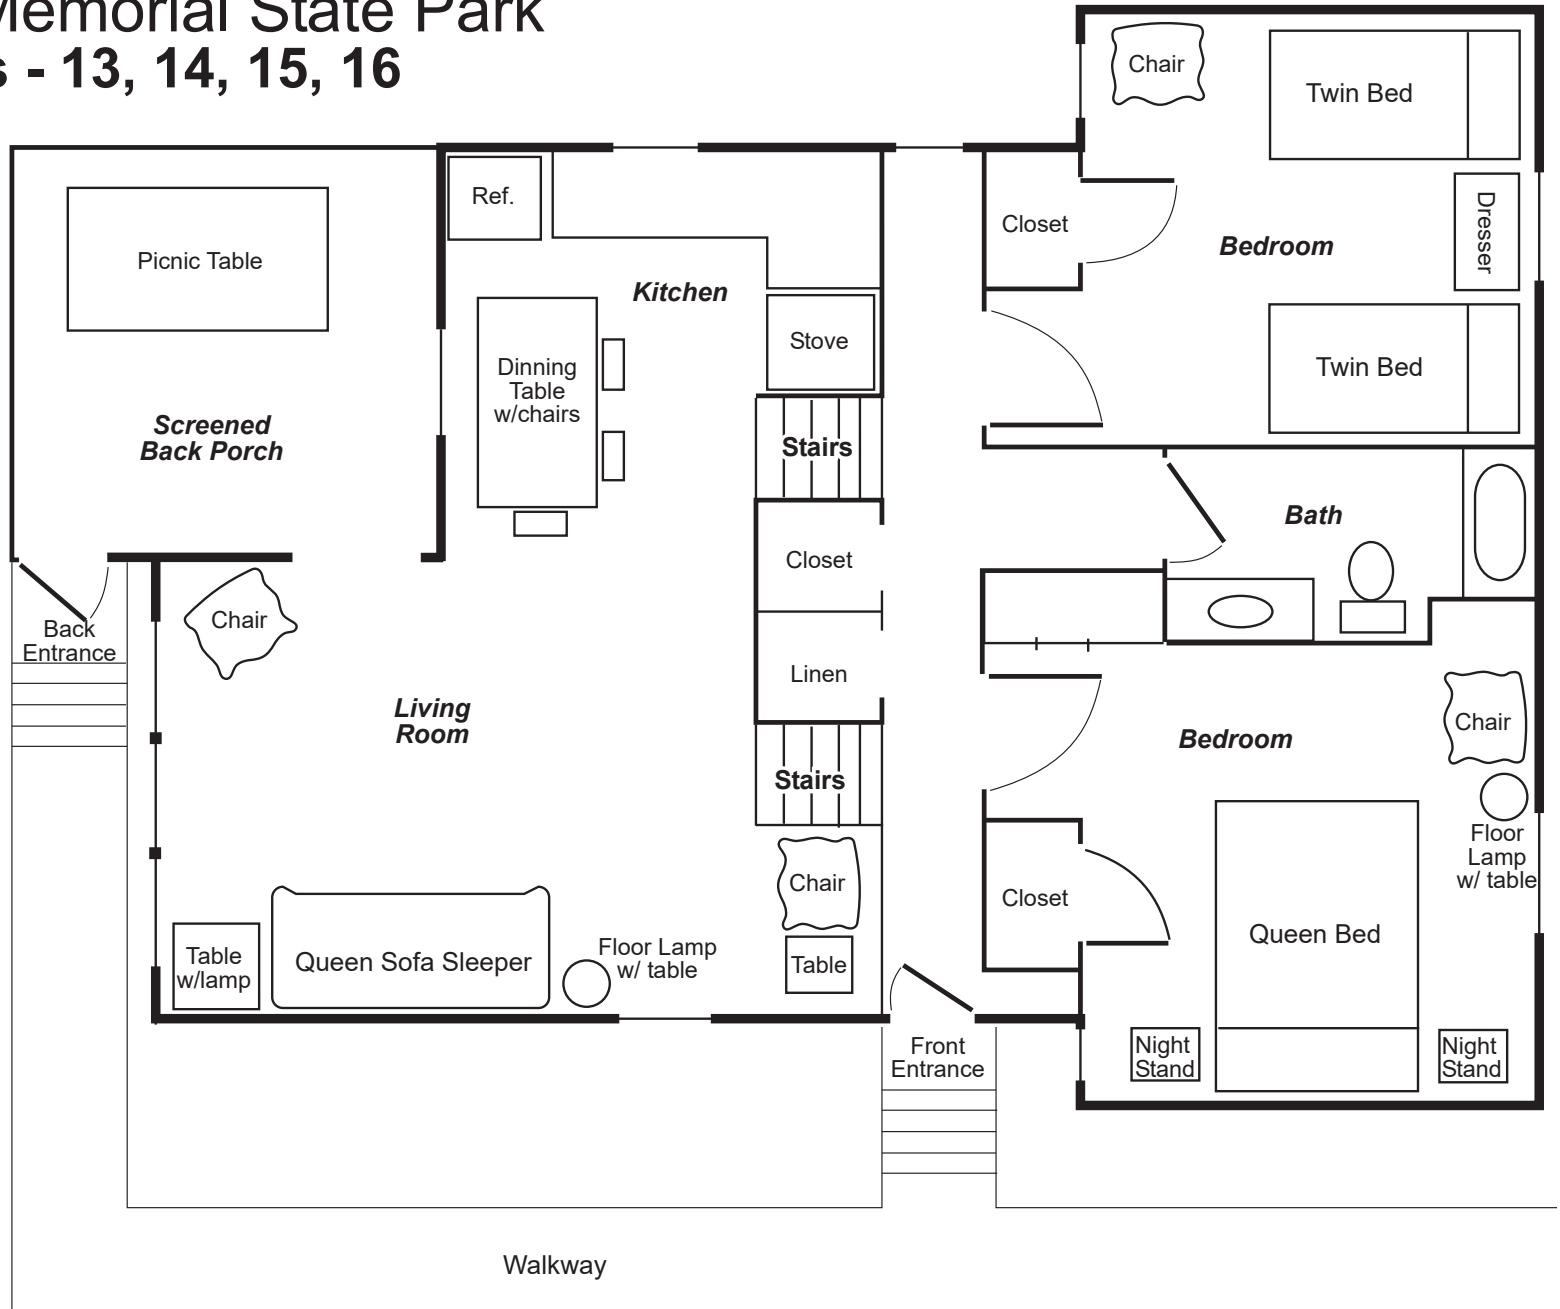 Memorial State Park
s - 13, 14, 15, 16
Chair
Twin Bed
Ref.
Closet
Dresser
Bedroom
Picnic Table
Kitchen
Stove
Dinning
Table
w/chairs
Twin Bed
Screened
Back Porch
Stairs
Bath
Closet
Chair
Back
Entrance
Linen
Living
Room
Chair
Bedroom
Stairs
Floor
Lamp
w/ table
Chair
Closet
Queen Bed
Table
w/lamp
Queen Sofa Sleeper
Floor Lamp
w/ table
Table
Front
Entrance
Night
Stand
Night
Stand
Walkway